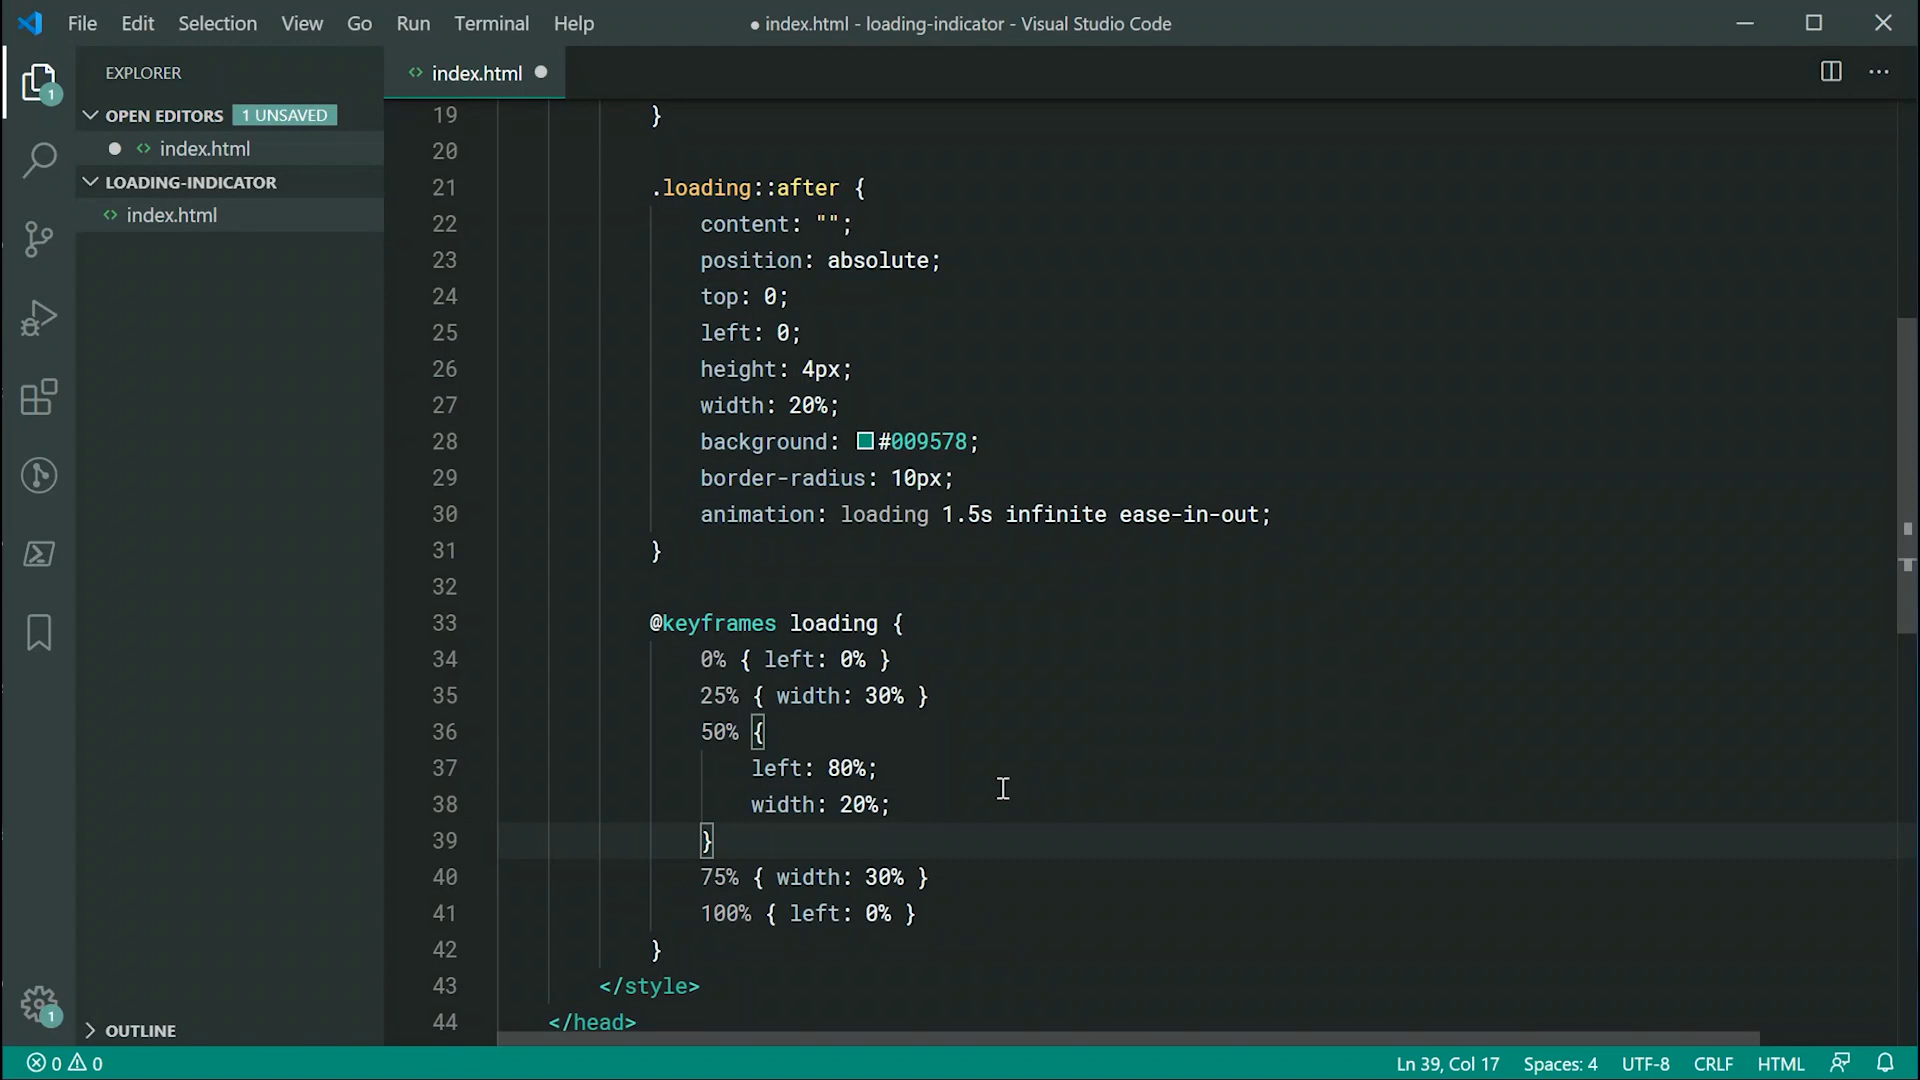 File Edit Selection View Go Run Terminal Help
● index.html - loading-indicator - Visual Studio Code
EXPLORER
OPEN EDITORS 1 UNSAVED
index.html
LOADING-INDICATOR
index.html
OUTLINE
1
1
index.html
19 }
20
21 .loading::after {
22 content: "";
23 position: absolute;
24 top: 0;
25 left: 0;
26 height: 4px;
27 width: 20%;
28 background: #009578;
29 border-radius: 10px;
30 animation: loading 1.5s infinite ease-in-out;
31 }
32
33 @keyframes loading {
34 0% { left: 0% }
35 25% { width: 30% }
36 50% {
37 left: 80%;
38 width: 20%;
39 }
40 75% { width: 30% }
41 100% { left: 0% }
42 }
43 </style>
44 </head>
0 0
Ln 39, Col 17 Spaces: 4 UTF-8 CRLF HTML